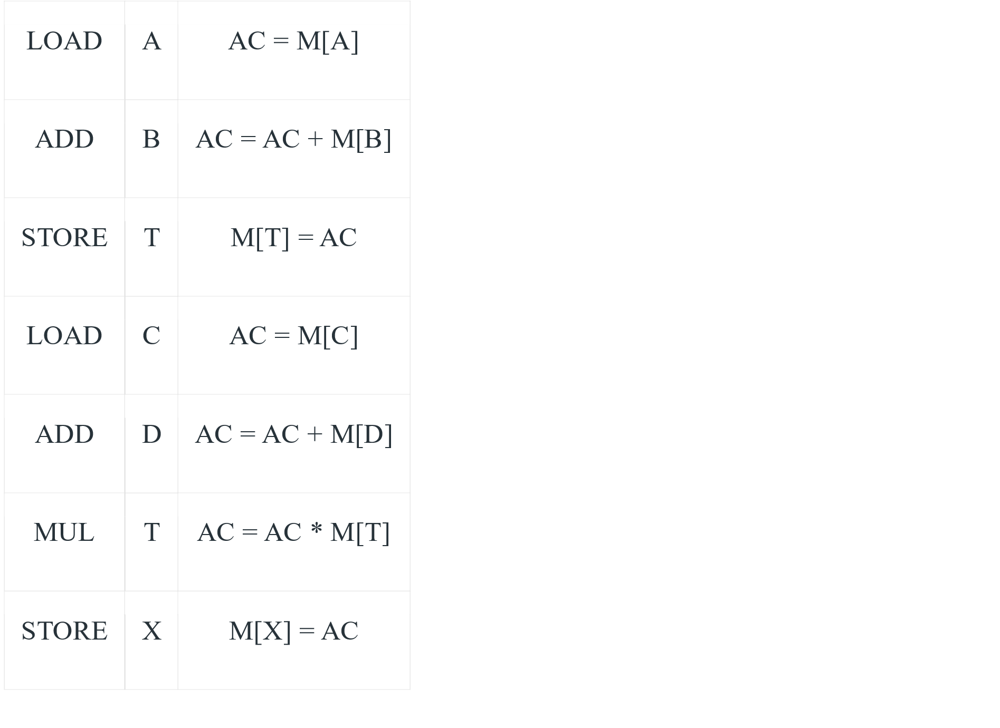 LOAD A AC = M[A]
ADD B AC = AC + M[B]
STORE T M[T] = AC
LOAD C AC = M[C]
ADD D AC = AC + M[D]
MUL T AC = AC * M[T]
STORE X M[X] = AC